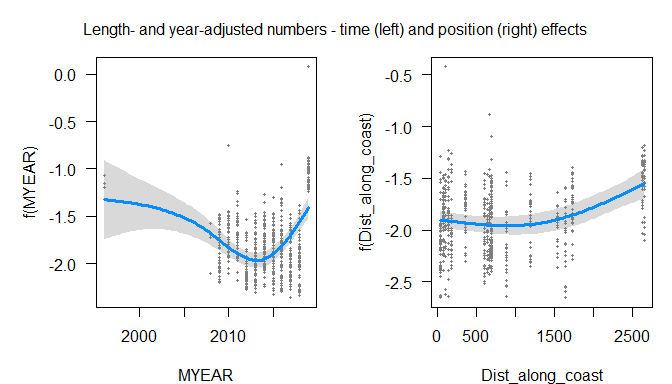 Length- and year-adjusted numbers - time (left) and position (right) effects
f(MYEAR)
0.0
-0.5
-1.0
-1.5
-2.0
2000 2010
MYEAR
f(Dist_along_coast)
-0.5
-1.0
-1.5
-2.0
-2.5
0 500 1500 2500
Dist_along_coast